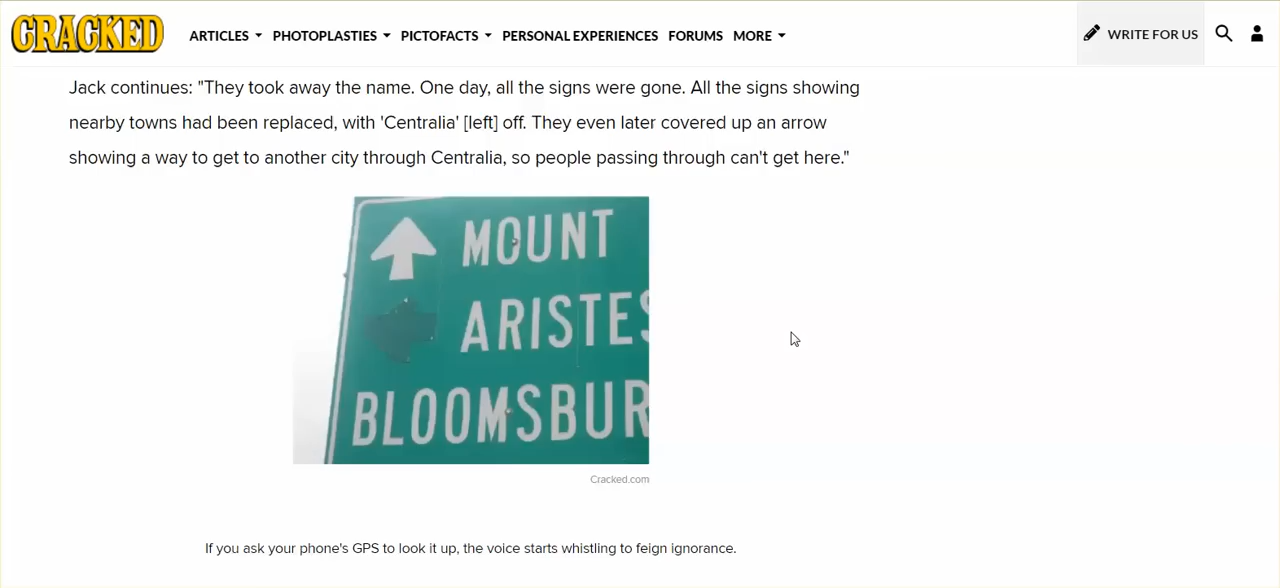 CRACKED
ARTICLES PHOTOPLASTIES PICTOFACTS PERSONAL EXPERIENCES FORUMS MORE WRITE FOR US
Jack continues: "They took away the name. One day, all the signs were gone. All the signs showing
nearby towns had been replaced, with 'Centralia' [left] off. They even later covered up an arrow
showing a way to get to another city through Centralia, so people passing through can't get here."
MOUNT
ARISTES
BLOOMSBUR
Cracked.com
If you ask your phone's GPS to look it up, the voice starts whistling to feign ignorance.